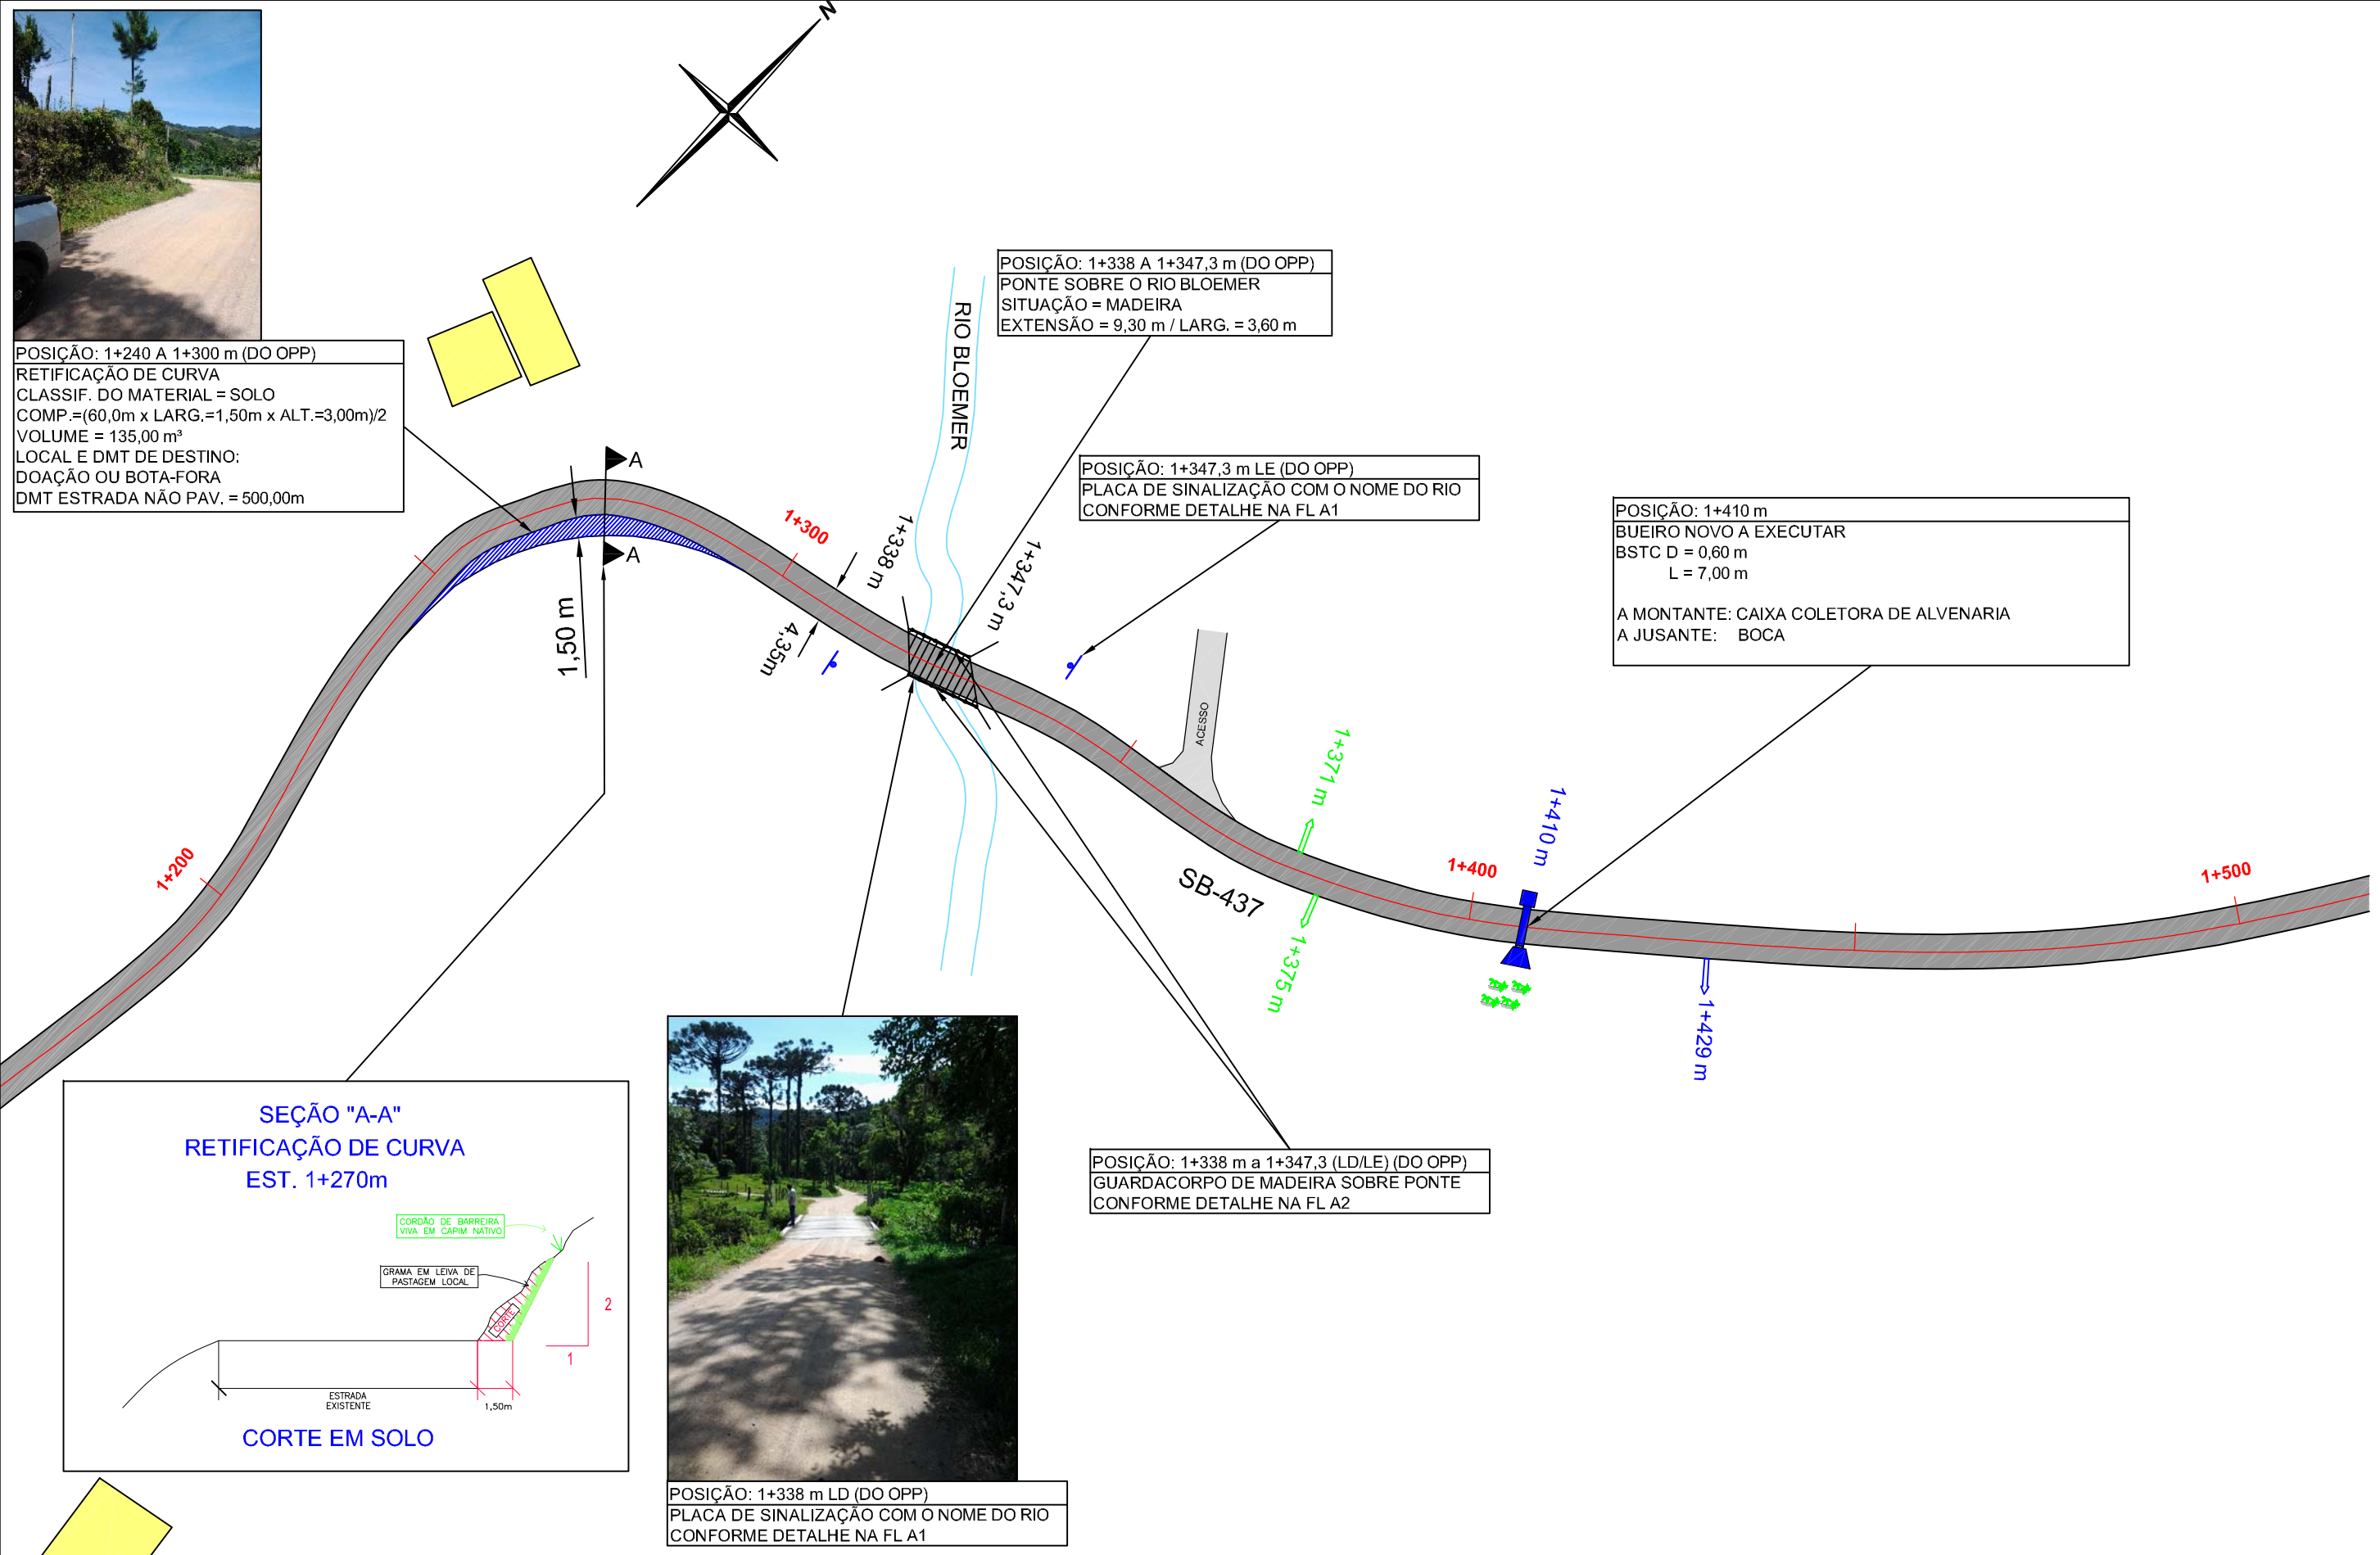 N
POSIÇÃO: 1+240 A 1+300 m (DO OPP)
RETIFICAÇÃO DE CURVA
CLASSIF. DO MATERIAL = SOLO
COMP.=(60,0m x LARG.=1,50m x ALT.=3,00m)/2
VOLUME = 135,00 m³
LOCAL E DMT DE DESTINO:
DOAÇÃO OU BOTA-FORA
DMT ESTRADA NÃO PAV. = 500,00m
POSIÇÃO: 1+338 A 1+347,3 m (DO OPP)
PONTE SOBRE O RIO BLOEMER
SITUAÇÃO = MADEIRA
EXTENSÃO = 9,30 m / LARG. = 3,60 m
RIO BLOEMER
POSIÇÃO: 1+347,3 m LE (DO OPP)
PLACA DE SINALIZAÇÃO COM O NOME DO RIO
CONFORME DETALHE NA FL A1
POSIÇÃO: 1+410 m
BUEIRO NOVO A EXECUTAR
BSTC D = 0,60 m
L = 7,00 m
A MONTANTE: CAIXA COLETORA DE ALVENARIA
A JUSANTE: BOCA
A
A
1,50 m
1+300
1+338 m
1+347,3 m
4,35m
ACESSO
1+371 m
1+410 m
1+200
1+400
1+500
SB-437
1+375 m
1+429 m
SEÇÃO "A-A"
RETIFICAÇÃO DE CURVA
EST. 1+270m
CORDÃO DE BARREIRA
VIVA EM CAPIM NATIVO
GRAMA EM LEIVA DE
PASTAGEM LOCAL
CORTE
2
1
ESTRADA
EXISTENTE
1,50m
CORTE EM SOLO
POSIÇÃO: 1+338 m a 1+347,3 (LD/LE) (DO OPP)
GUARDACORPO DE MADEIRA SOBRE PONTE
CONFORME DETALHE NA FL A2
POSIÇÃO: 1+338 m LD (DO OPP)
PLACA DE SINALIZAÇÃO COM O NOME DO RIO
CONFORME DETALHE NA FL A1